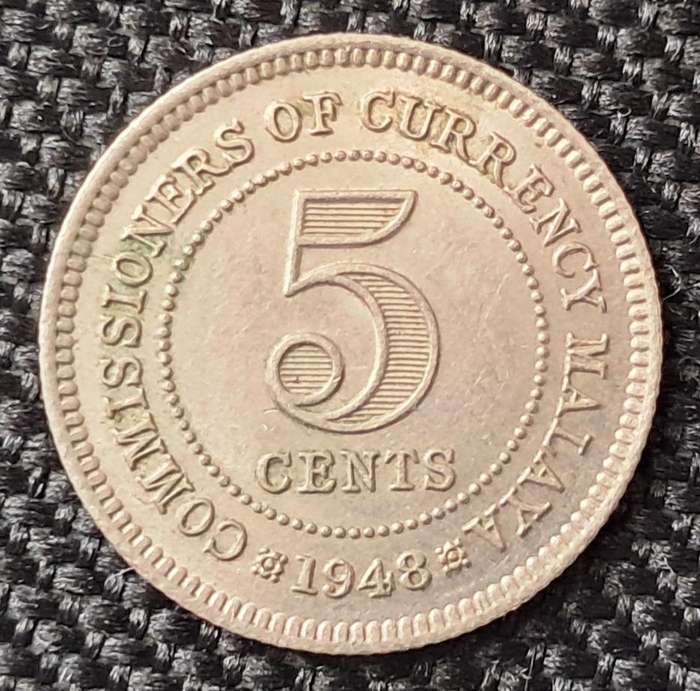 COMMISSIONERS OF CURRENCY MALAYA
5
CENTS
1948